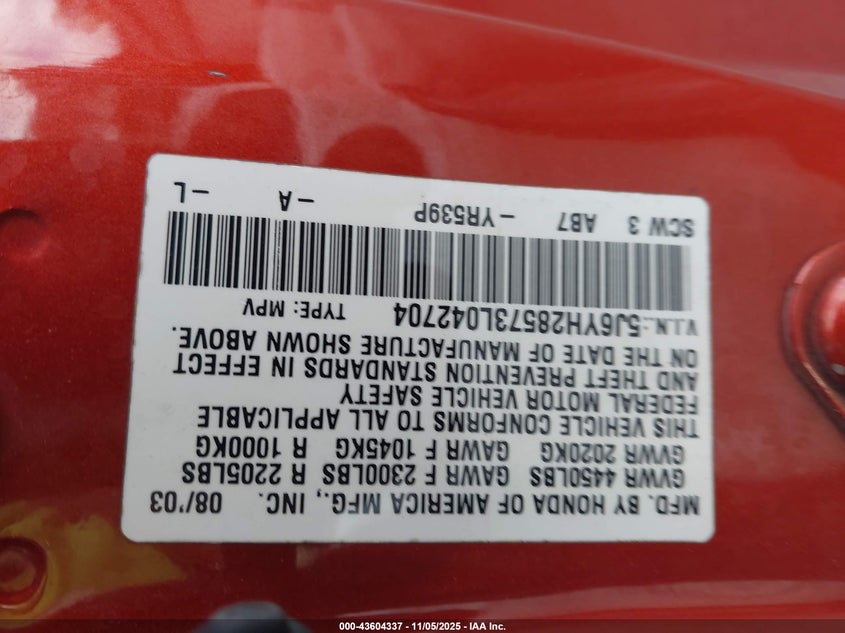 MFD. BY HONDA OF AMERICA MFG., INC. 08/'03
GVWR 4450LBS GAWR F 2300LBS R 2205LBS
GVWR 2020KG GAWR F 1045KG R 1000KG
THIS VEHICLE CONFORMS TO ALL APPLICABLE
FEDERAL MOTOR VEHICLE SAFETY
AND THEFT PREVENTION STANDARDS IN EFFECT
ON THE DATE OF MANUFACTURE SHOWN ABOVE.
V.I.N.: 5J6YH28573L042704 TYPE: MPV
SCW 3 AB7 -YR539P -A -L
000-43604337 - 11/05/2025 - IAA Inc.